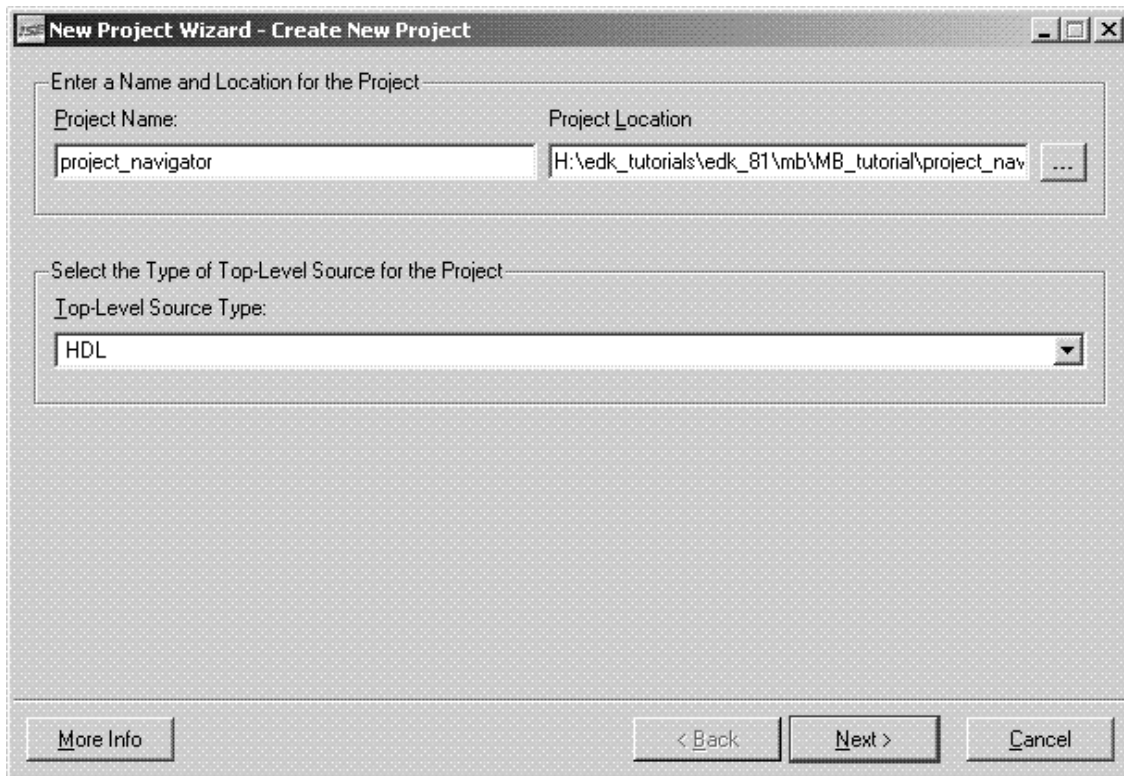 New Project Wizard - Create New Project
Enter a Name and Location for the Project
Project Name:
Project Location
project_navigator
H:\edk_tutorials\edk_81\mb\MB_tutorial\project_nav
...
Select the Type of Top-Level Source for the Project
Top-Level Source Type:
HDL
More Info
< Back
Next >
Cancel